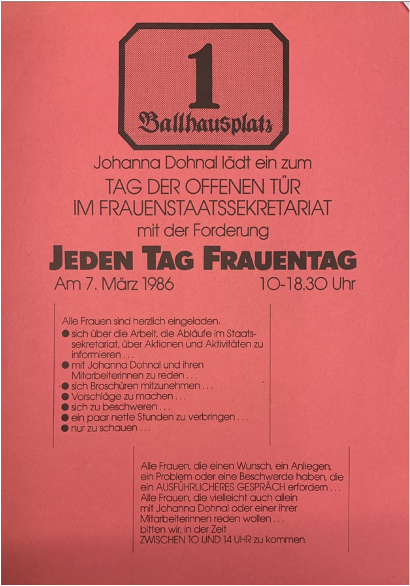 1
Ballhausplatz
Johanna Dohnal lädt ein zum
TAG DER OFFENEN TÜR
IM FRAUENSTAATSSEKRETARIAT
mit der Forderung
JEDEN TAG FRAUENTAG
Am 7. März 1986 10-18.30 Uhr
Alle Frauen sind herzlich eingeladen,
● sich über die Arbeit, die Abläufe im Staats-
sekretariat, über Aktionen und Aktivitäten zu
informieren . . .
● mit Johanna Dohnal und ihren
Mitarbeiterinnen zu reden . . .
● sich Broschüren mitzunehmen . . .
● Vorschläge zu machen . . .
● sich zu beschweren . . .
● ein paar nette Stunden zu verbringen . . .
● nur zu schauen . . .
Alle Frauen, die einen Wunsch, ein Anliegen,
ein Problem oder eine Beschwerde haben, die
ein AUSFÜHRLICHERES GESPRÄCH erfordern . . .
Alle Frauen, die vielleicht auch allein
mit Johanna Dohnal oder einer ihrer
Mitarbeiterinnen reden wollen . . .
bitten wir, in der Zeit
ZWISCHEN 10 UND 14 UHR zu kommen.